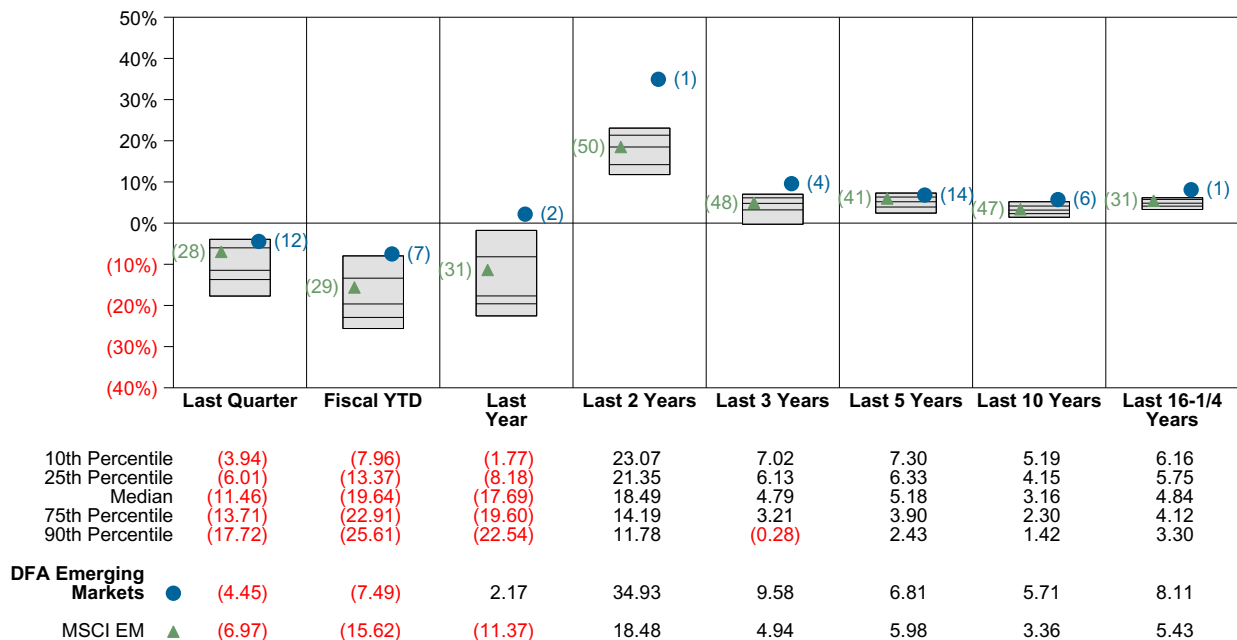 50%
40%
30%
20%
10%
0%
(10%)
(20%)
(30%)
(40%)
(28) (12)
(29) (7)
(31) (2)
(50) (1)
(48) (4)
(41) (14)
(47) (6)
(31) (1)
Last Quarter Fiscal YTD Last Year Last 2 Years Last 3 Years Last 5 Years Last 10 Years Last 16-1/4 Years
10th Percentile (3.94) (7.96) (1.77) 23.07 7.02 7.30 5.19 6.16
25th Percentile (6.01) (13.37) (8.18) 21.35 6.13 6.33 4.15 5.75
Median (11.46) (19.64) (17.69) 18.49 4.79 5.18 3.16 4.84
75th Percentile (13.71) (22.91) (19.60) 14.19 3.21 3.90 2.30 4.12
90th Percentile (17.72) (25.61) (22.54) 11.78 (0.28) 2.43 1.42 3.30
DFA Emerging
Markets (4.45) (7.49) 2.17 34.93 9.58 6.81 5.71 8.11
MSCI EM (6.97) (15.62) (11.37) 18.48 4.94 5.98 3.36 5.43